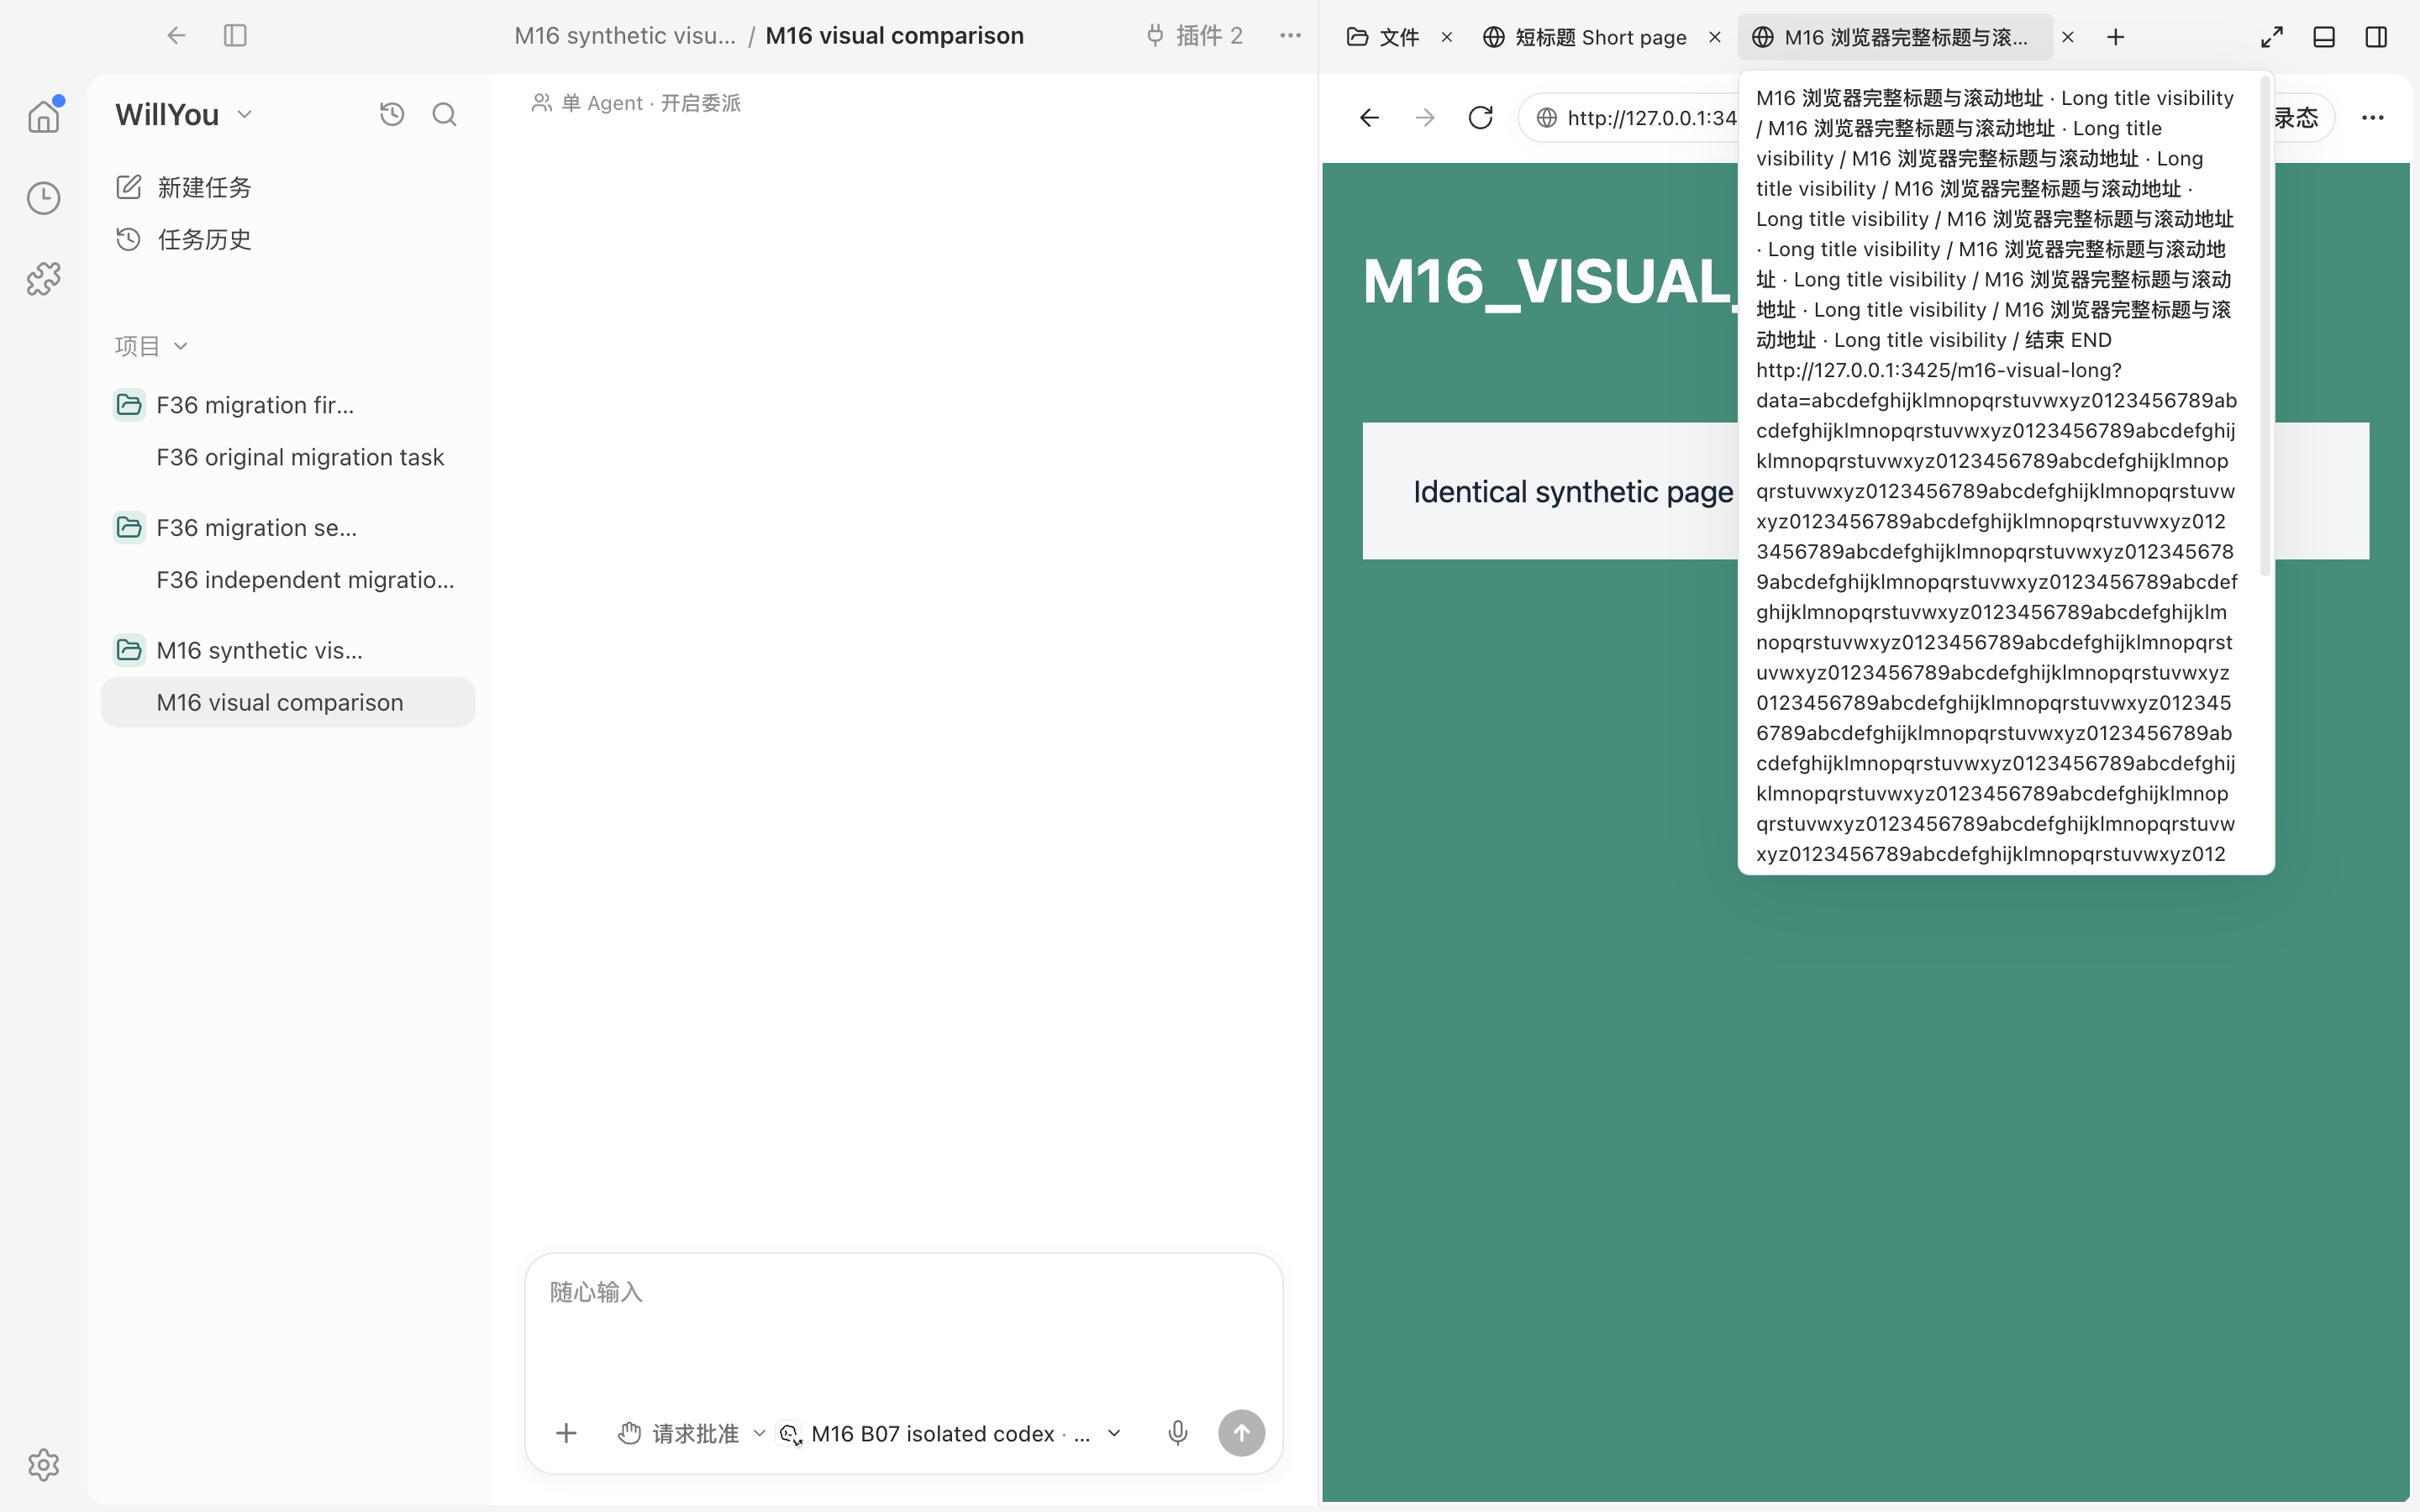 M16 synthetic visu... / M16 visual comparison
插件 2
文件
短标题 Short page
M16 浏览器完整标题与滚...
WillYou
新建任务
任务历史
项目
F36 migration fir...
F36 original migration task
F36 migration se...
F36 independent migratio...
M16 synthetic vis...
M16 visual comparison
单 Agent · 开启委派
随心输入
请求批准
M16 B07 isolated codex · ...
http://127.0.0.1:34
录态
M16_VISUAL_
Identical synthetic page
M16 浏览器完整标题与滚动地址 · Long title visibility
/ M16 浏览器完整标题与滚动地址 · Long title
visibility / M16 浏览器完整标题与滚动地址 · Long
title visibility / M16 浏览器完整标题与滚动地址 ·
Long title visibility / M16 浏览器完整标题与滚动地址
· Long title visibility / M16 浏览器完整标题与滚动地
址 · Long title visibility / M16 浏览器完整标题与滚动
地址 · Long title visibility / M16 浏览器完整标题与滚
动地址 · Long title visibility / 结束 END
http://127.0.0.1:3425/m16-visual-long?
data=abcdefghijklmnopqrstuvwxyz0123456789ab
cdefghijklmnopqrstuvwxyz0123456789abcdefghij
klmnopqrstuvwxyz0123456789abcdefghijklmnop
qrstuvwxyz0123456789abcdefghijklmnopqrstuvw
xyz0123456789abcdefghijklmnopqrstuvwxyz012
3456789abcdefghijklmnopqrstuvwxyz012345678
9abcdefghijklmnopqrstuvwxyz0123456789abcdef
ghijklmnopqrstuvwxyz0123456789abcdefghijklm
nopqrstuvwxyz0123456789abcdefghijklmnopqrst
uvwxyz0123456789abcdefghijklmnopqrstuvwxyz
0123456789abcdefghijklmnopqrstuvwxyz012345
6789abcdefghijklmnopqrstuvwxyz0123456789ab
cdefghijklmnopqrstuvwxyz0123456789abcdefghij
klmnopqrstuvwxyz0123456789abcdefghijklmnop
qrstuvwxyz0123456789abcdefghijklmnopqrstuvw
xyz0123456789abcdefghijklmnopqrstuvwxyz012